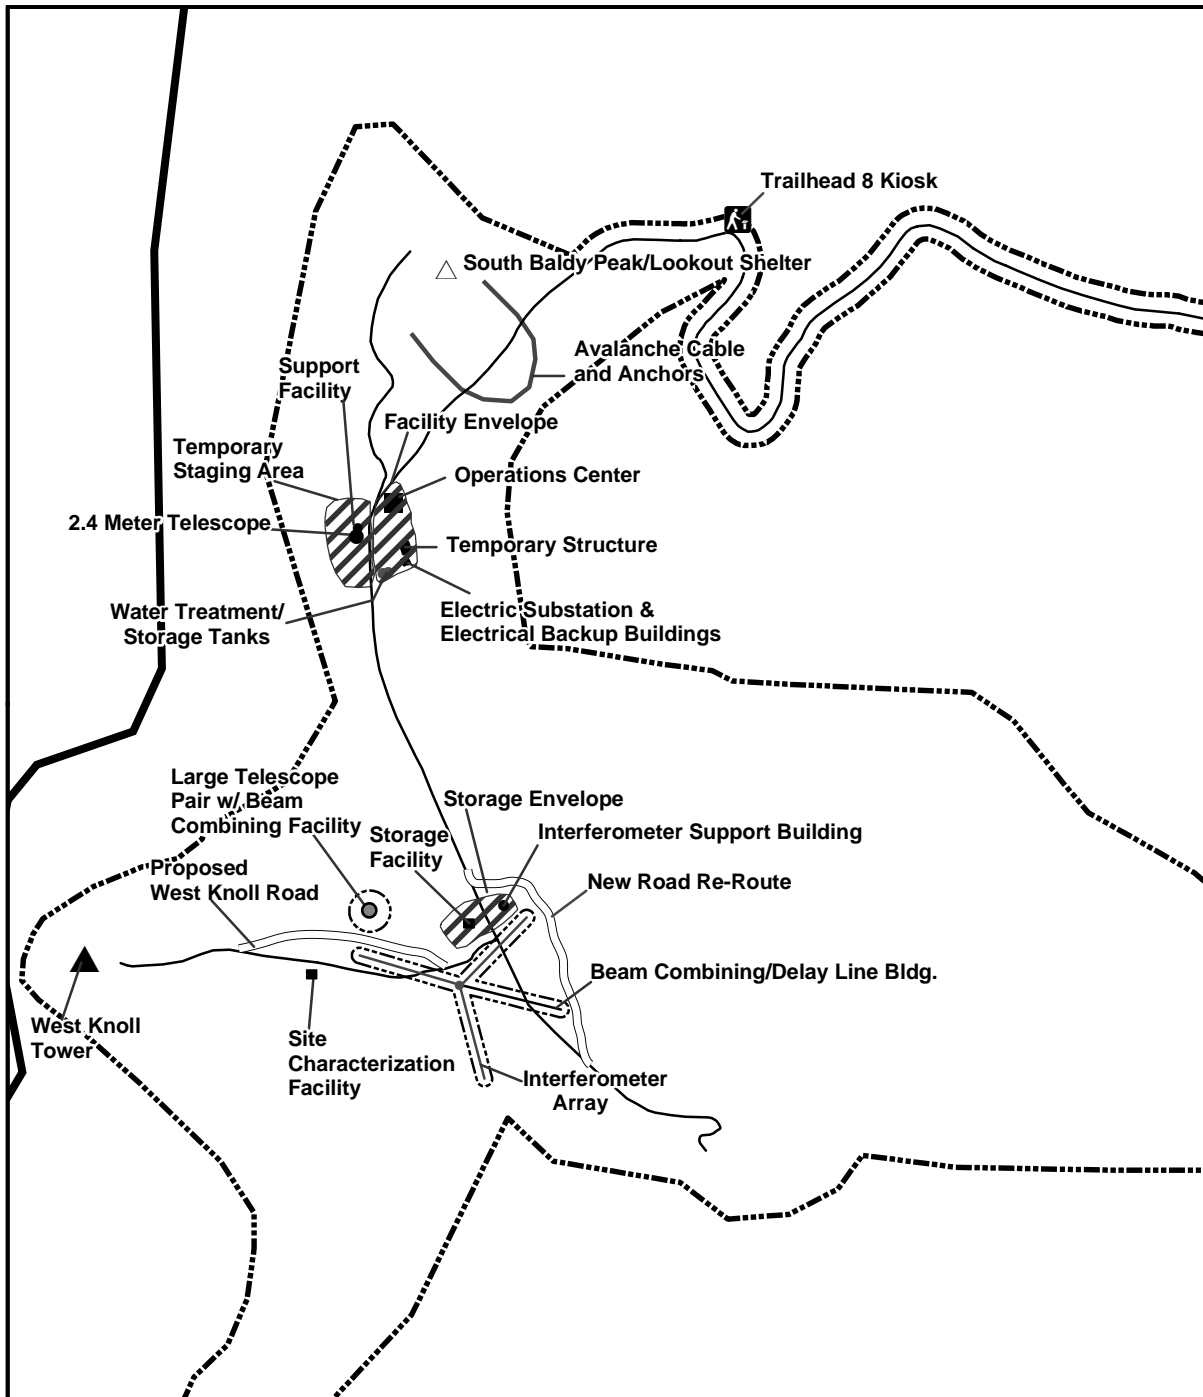 Trailhead 8 Kiosk
South Baldy Peak/Lookout Shelter
Avalanche Cable
and Anchors
Support
Facility
Facility Envelope
Temporary
Staging Area
Operations Center
2.4 Meter Telescope
Temporary Structure
Water Treatment/
Storage Tanks
Electric Substation &
Electrical Backup Buildings
Large Telescope
Pair w/ Beam
Combining Facility
Storage Envelope
Storage
Facility
Interferometer Support Building
Proposed
West Knoll Road
New Road Re-Route
Beam Combining/Delay Line Bldg.
West Knoll
Tower
Site
Characterization
Facility
Interferometer
Array